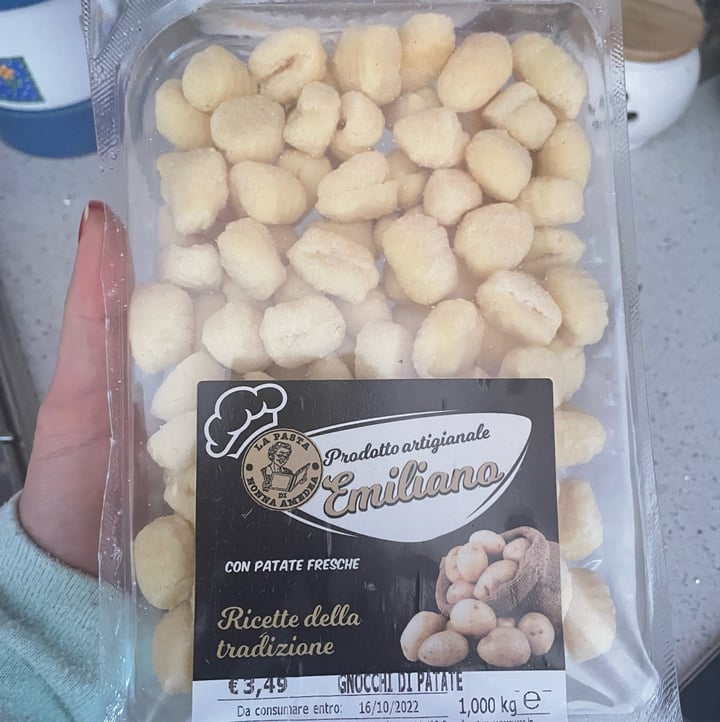 LA PASTA
DI
NONNA AMEDEA
Prodotto artigianale
Emiliano
CON PATATE FRESCHE
Ricette della
tradizione
€ 3,49 GNOCCHI DI PATATE
Da consumare entro: 16/10/2022 1,000 kg e